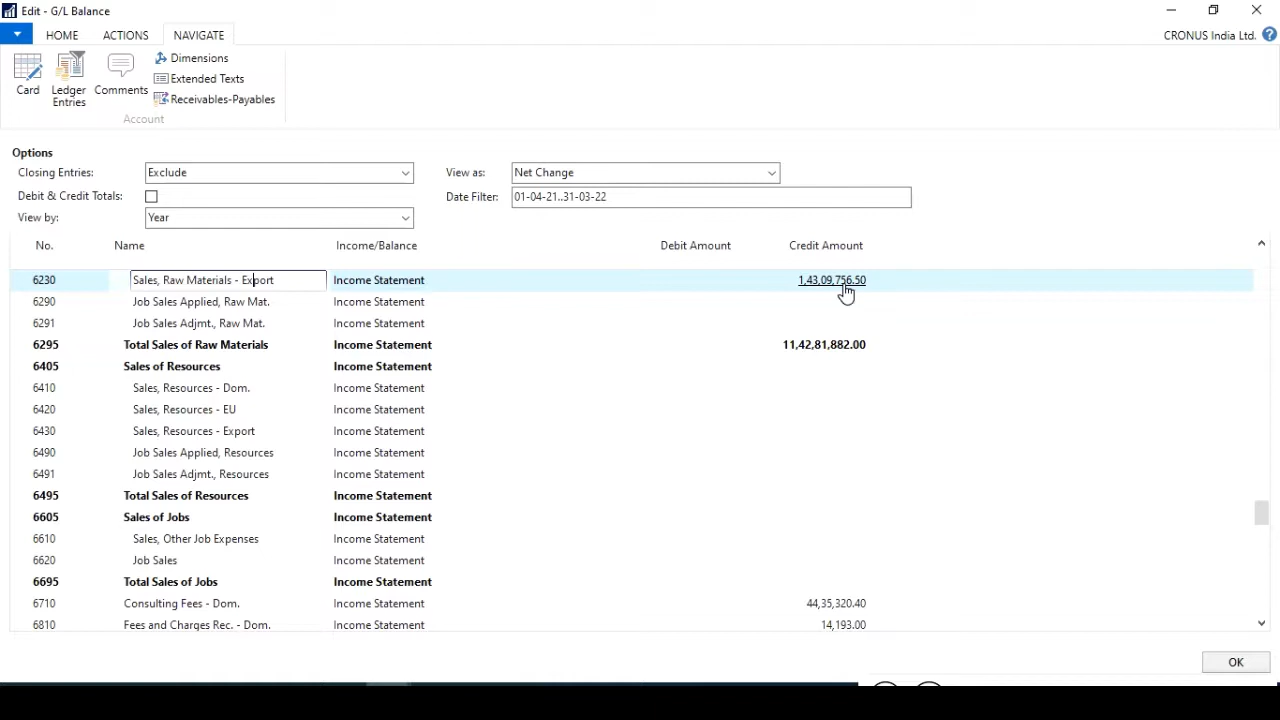 Edit - G/L Balance
HOME ACTIONS NAVIGATE CRONUS India Ltd. ?
Card Ledger Entries Comments
Dimensions
Extended Texts
Receivables-Payables
Account
Options
Closing Entries: Exclude View as: Net Change
Debit & Credit Totals: Date Filter: 01-04-21..31-03-22
View by: Year
No. Name Income/Balance Debit Amount Credit Amount
6230 Sales, Raw Materials - Export Income Statement 1,43,09,756.50
6290 Job Sales Applied, Raw Mat. Income Statement
6291 Job Sales Adjmt., Raw Mat. Income Statement
6295 Total Sales of Raw Materials Income Statement 11,42,81,882.00
6405 Sales of Resources Income Statement
6410 Sales, Resources - Dom. Income Statement
6420 Sales, Resources - EU Income Statement
6430 Sales, Resources - Export Income Statement
6490 Job Sales Applied, Resources Income Statement
6491 Job Sales Adjmt., Resources Income Statement
6495 Total Sales of Resources Income Statement
6605 Sales of Jobs Income Statement
6610 Sales, Other Job Expenses Income Statement
6620 Job Sales Income Statement
6695 Total Sales of Jobs Income Statement
6710 Consulting Fees - Dom. Income Statement 44,35,320.40
6810 Fees and Charges Rec. - Dom. Income Statement 14,193.00
OK